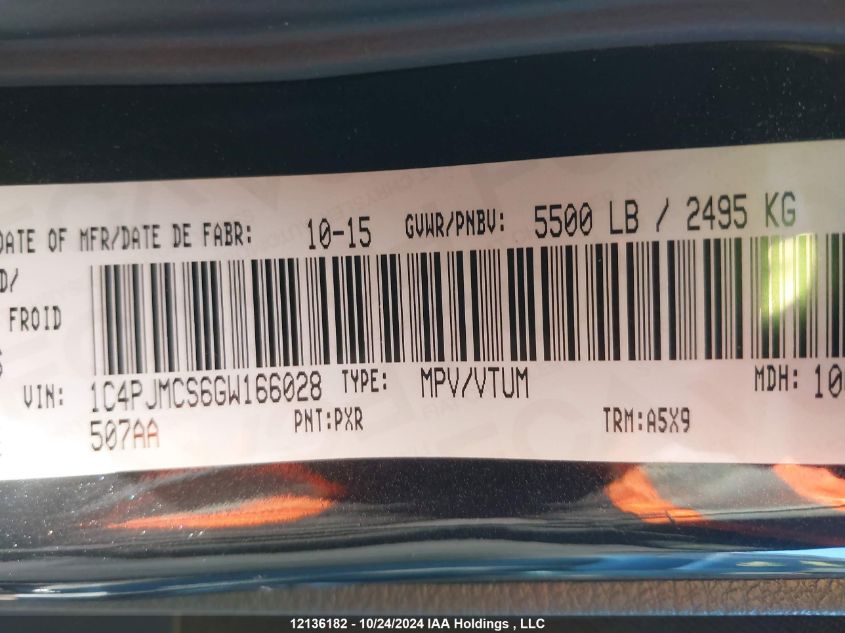 DATE OF MFR/DATE DE FABR: 10-15 GVWR/PNBV: 5500 LB / 2495 KG
D/
FROID
VIN: 1C4PJMCS6GW166028 TYPE: MPV/VTUM MDH: 10
507AA PNT:PXR TRM:A5X9
12136182 - 10/24/2024 IAA Holdings , LLC